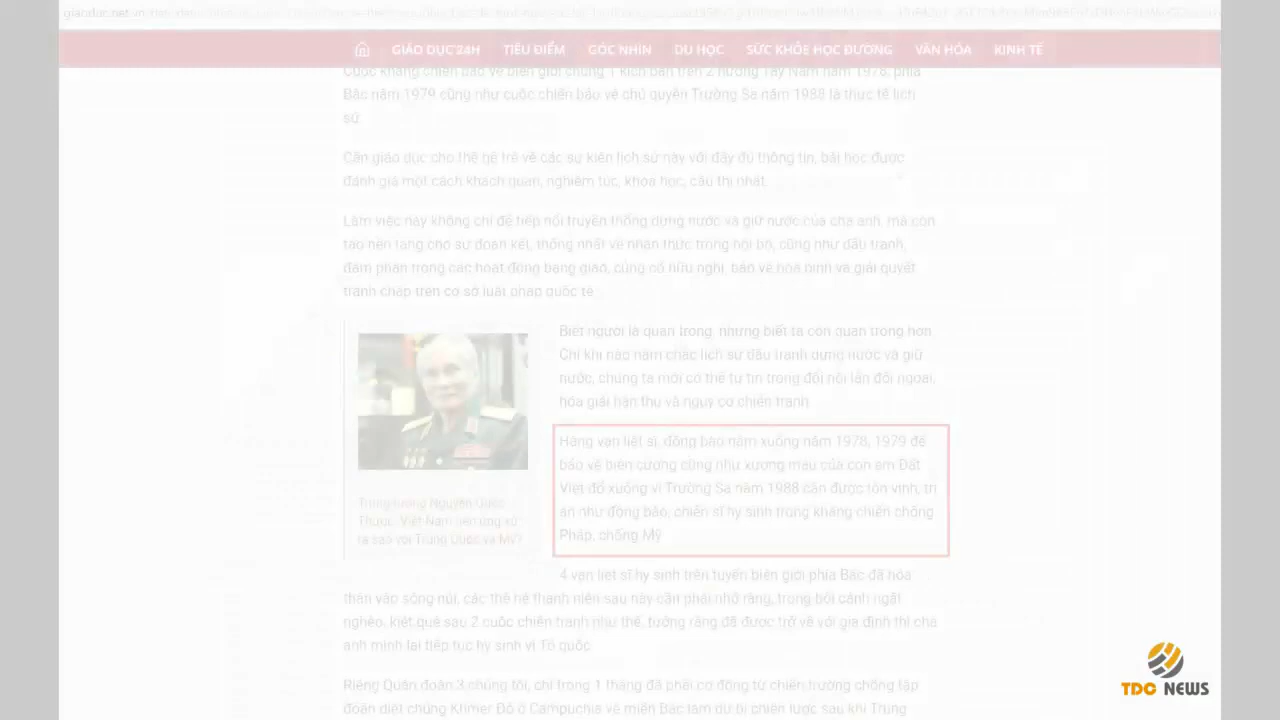 GIÁO DỤC 24H TIÊU ĐIỂM GÓC NHÌN DU HỌC SỨC KHỎE HỌC ĐƯỜNG VĂN HÓA KINH TẾ
Cuộc kháng chiến bảo vệ biên giới chung 1 kịch bản trên 2 hướng Tây Nam năm 1978, phía
Bắc năm 1979 cũng như cuộc chiến bảo vệ chủ quyền Trường Sa năm 1988 là thực tế lịch
sử.
Cần giáo dục cho thế hệ trẻ về các sự kiện lịch sử này với đầy đủ thông tin, bài học được
đánh giá một cách khách quan, nghiêm túc, khoa học, cầu thị nhất.
Làm việc này không chỉ để tiếp nối truyền thống dựng nước và giữ nước của cha anh, mà còn
tạo nền tảng cho sự đoàn kết, thống nhất về nhận thức trong nội bộ, cũng như đấu tranh,
đàm phán trong các hoạt động bang giao, củng cố hữu nghị, bảo vệ hòa bình và giải quyết
tranh chấp trên cơ sở luật pháp quốc tế.
Biết người là quan trọng, nhưng biết ta còn quan trọng hơn.
Chỉ khi nào nắm chắc lịch sử đấu tranh dựng nước và giữ
nước, chúng ta mới có thể tự tin trong đối nội lẫn đối ngoại,
hóa giải hận thù và nguy cơ chiến tranh.
Hàng vạn liệt sĩ, đồng bào nằm xuống năm 1978, 1979 để
bảo vệ biên cương cũng như xương máu của con em Đất
Việt đổ xuống vì Trường Sa năm 1988 cần được tôn vinh, tri
ân như đồng bào, chiến sĩ hy sinh trong kháng chiến chống
Pháp, chống Mỹ.
Trung tướng Nguyễn Quốc
Thước: Việt Nam nên ứng xử
ra sao với Trung Quốc và Mỹ?
4 vạn liệt sĩ hy sinh trên tuyến biên giới phía Bắc đã hóa
thân vào sông núi, các thế hệ thanh niên sau này cần phải nhớ rằng, trong bối cảnh ngặt
nghèo, kiệt quệ sau 2 cuộc chiến tranh như thế, tưởng rằng đã được trở về với gia đình thì cha
anh mình lại tiếp tục hy sinh vì Tổ quốc.
Riêng Quân đoàn 3 chúng tôi, chỉ trong 1 tháng đã phải cơ động từ chiến trường chống tập
đoàn diệt chủng Khmer Đỏ ở Campuchia về miền Bắc làm dự bị chiến lược sau khi Trung
TDC NEWS